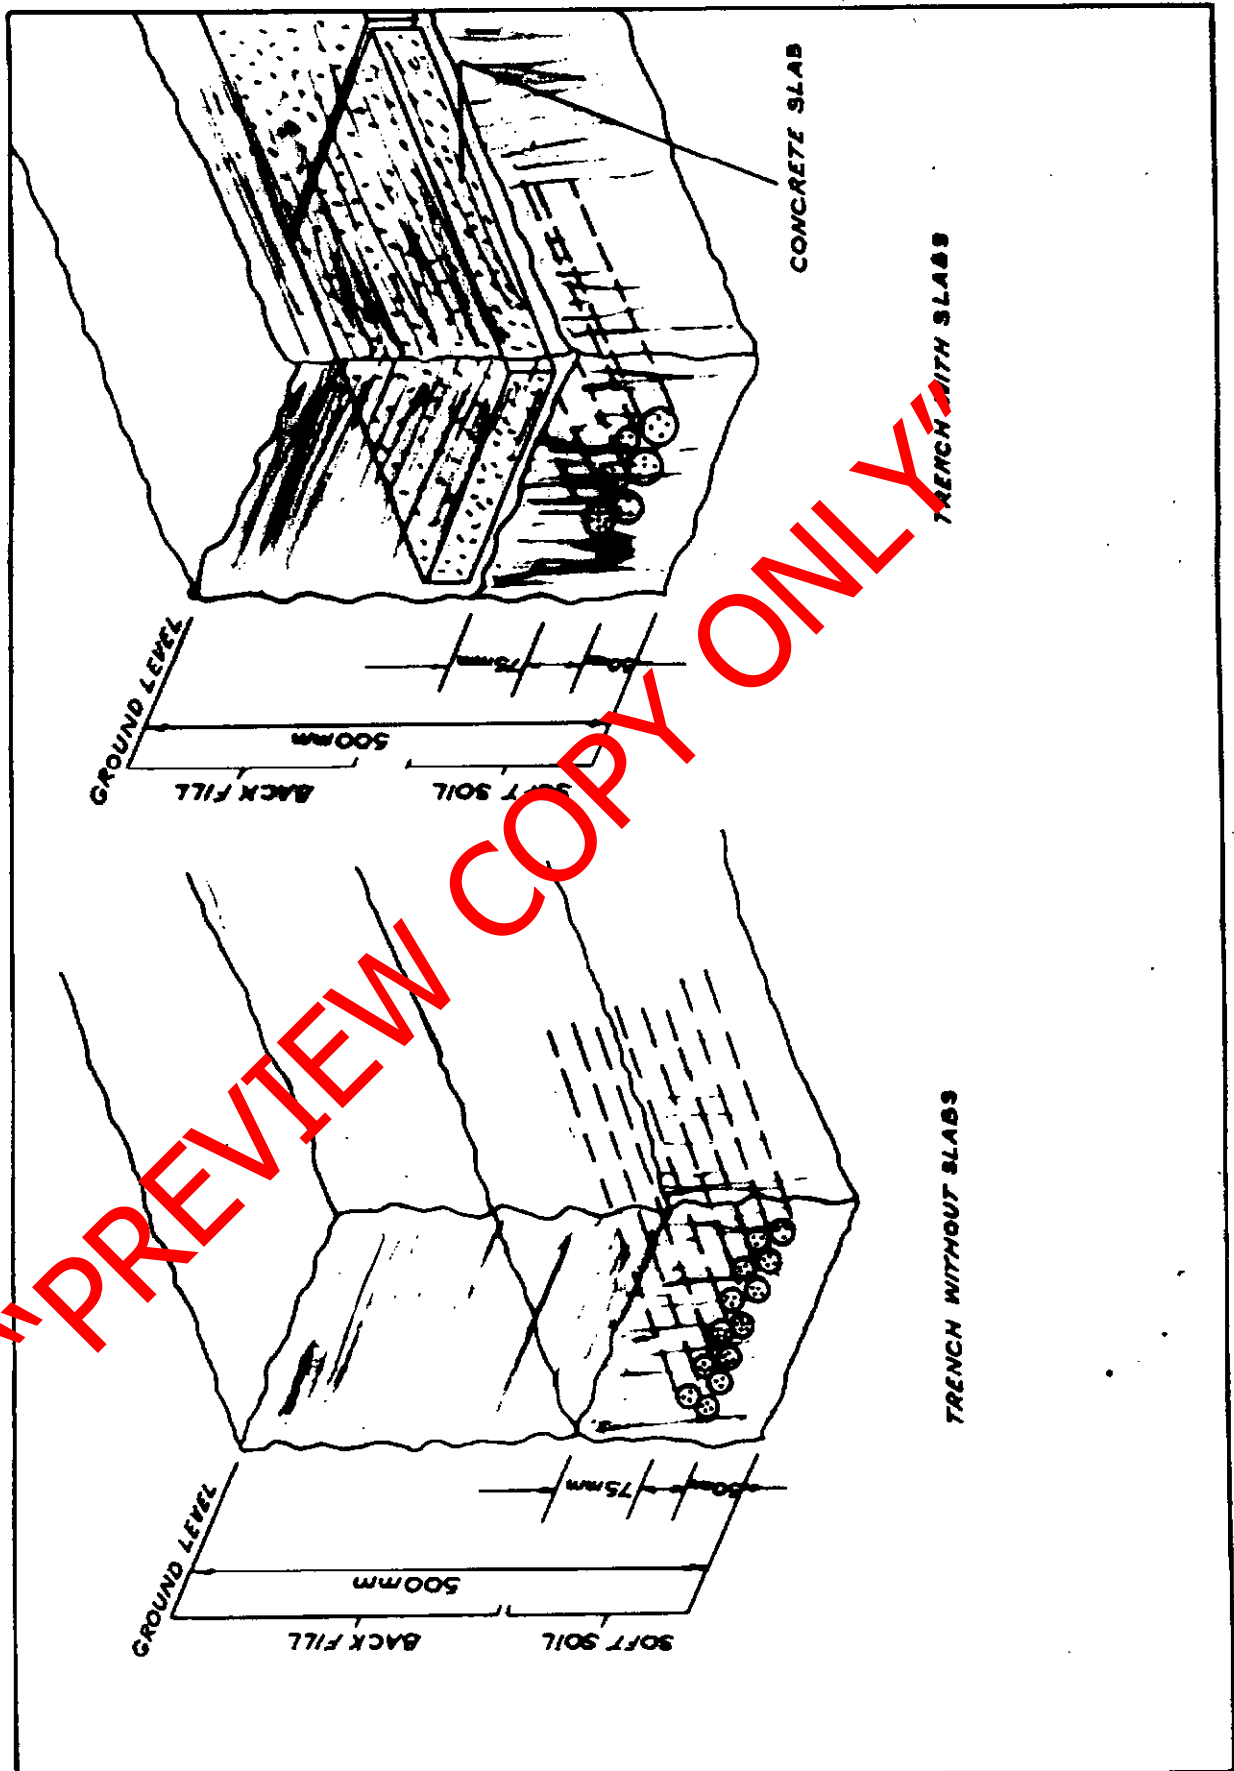 GROUND LEVEL
BACK FILL
SOFT SOIL
500mm
75mm
50mm
TRENCH WITHOUT SLABS
GROUND LEVEL
BACK FILL
SOFT SOIL
500mm
75mm
CONCRETE SLAB
TRENCH WITH SLABS
“PREVIEW COPY ONLY”